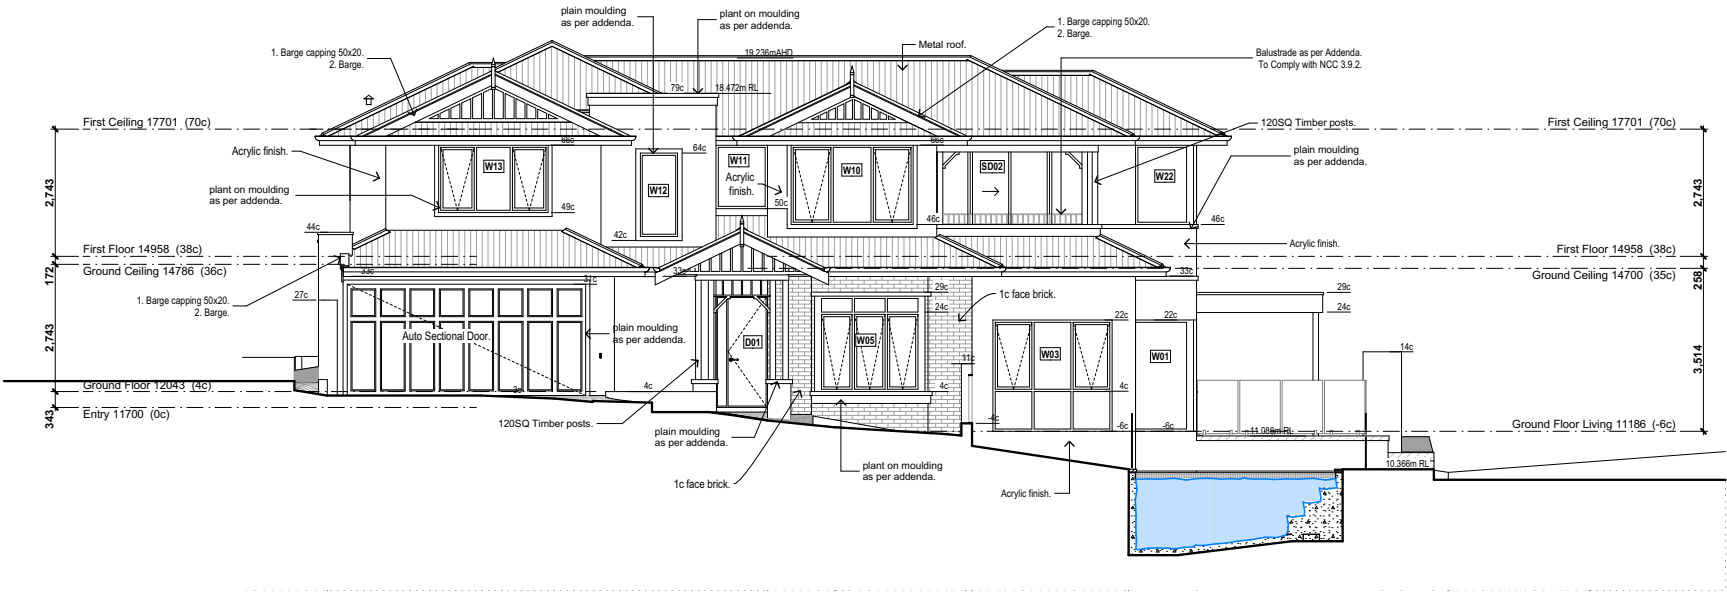 plain moulding
as per addenda.
plant on moulding
as per addenda.
1. Barge capping 50x20.
2. Barge.
1. Barge capping 50x20.
2. Barge.
19.236mAHD
Metal roof.
Balustrade as per Addenda.
To Comply with NCC 3.9.2.
79c
18.472m RL
First Ceiling 17701 (70c)
120SQ Timber posts.
First Ceiling 17701 (70c)
66c
66c
Acrylic finish.
64c
plain moulding
as per addenda.
W13
W12
W11
W10
SD02
W22
Acrylic
finish.
plant on moulding
as per addenda.
2,743
2,743
49c
50c
46c
46c
44c
42c
First Floor 14958 (38c)
Acrylic finish.
First Floor 14958 (38c)
Ground Ceiling 14786 (36c)
33c
33c
33c
Ground Ceiling 14700 (35c)
172
258
31c
1. Barge capping 50x20.
2. Barge.
27c
29c
24c
1c face brick.
29c
24c
22c
22c
Auto Sectional Door.
plain moulding
as per addenda.
D01
W05
W03
W01
14c
11c
2,743
3,514
Ground Floor 12043 (4c)
3c
4c
4c
4c
Entry 11700 (0c)
343
120SQ Timber posts.
-4c
-6c
-6c
Ground Floor Living 11186 (-6c)
11.086m RL
plain moulding
as per addenda.
10.366m RL
plant on moulding
as per addenda.
1c face brick.
Acrylic finish.